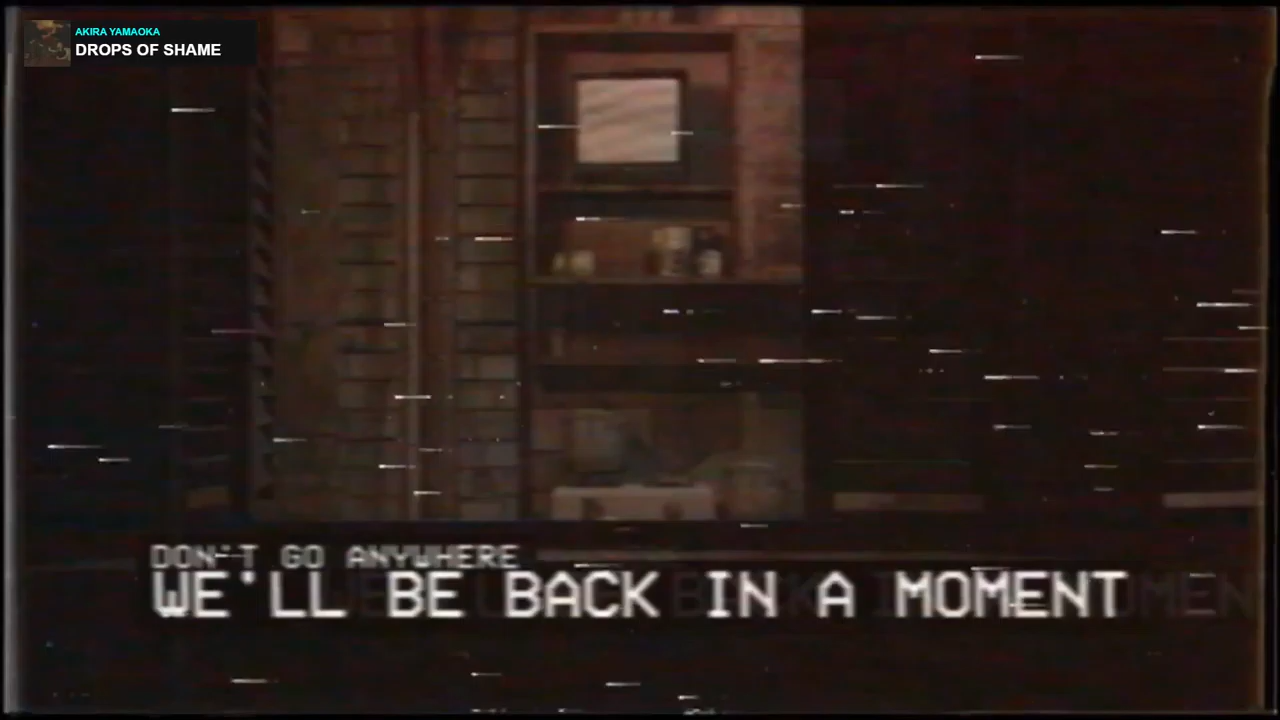 AKIRA YAMAOKA
DROPS OF SHAME
DON'T GO ANYWHERE
WE'LL BE BACK IN A MOMENT